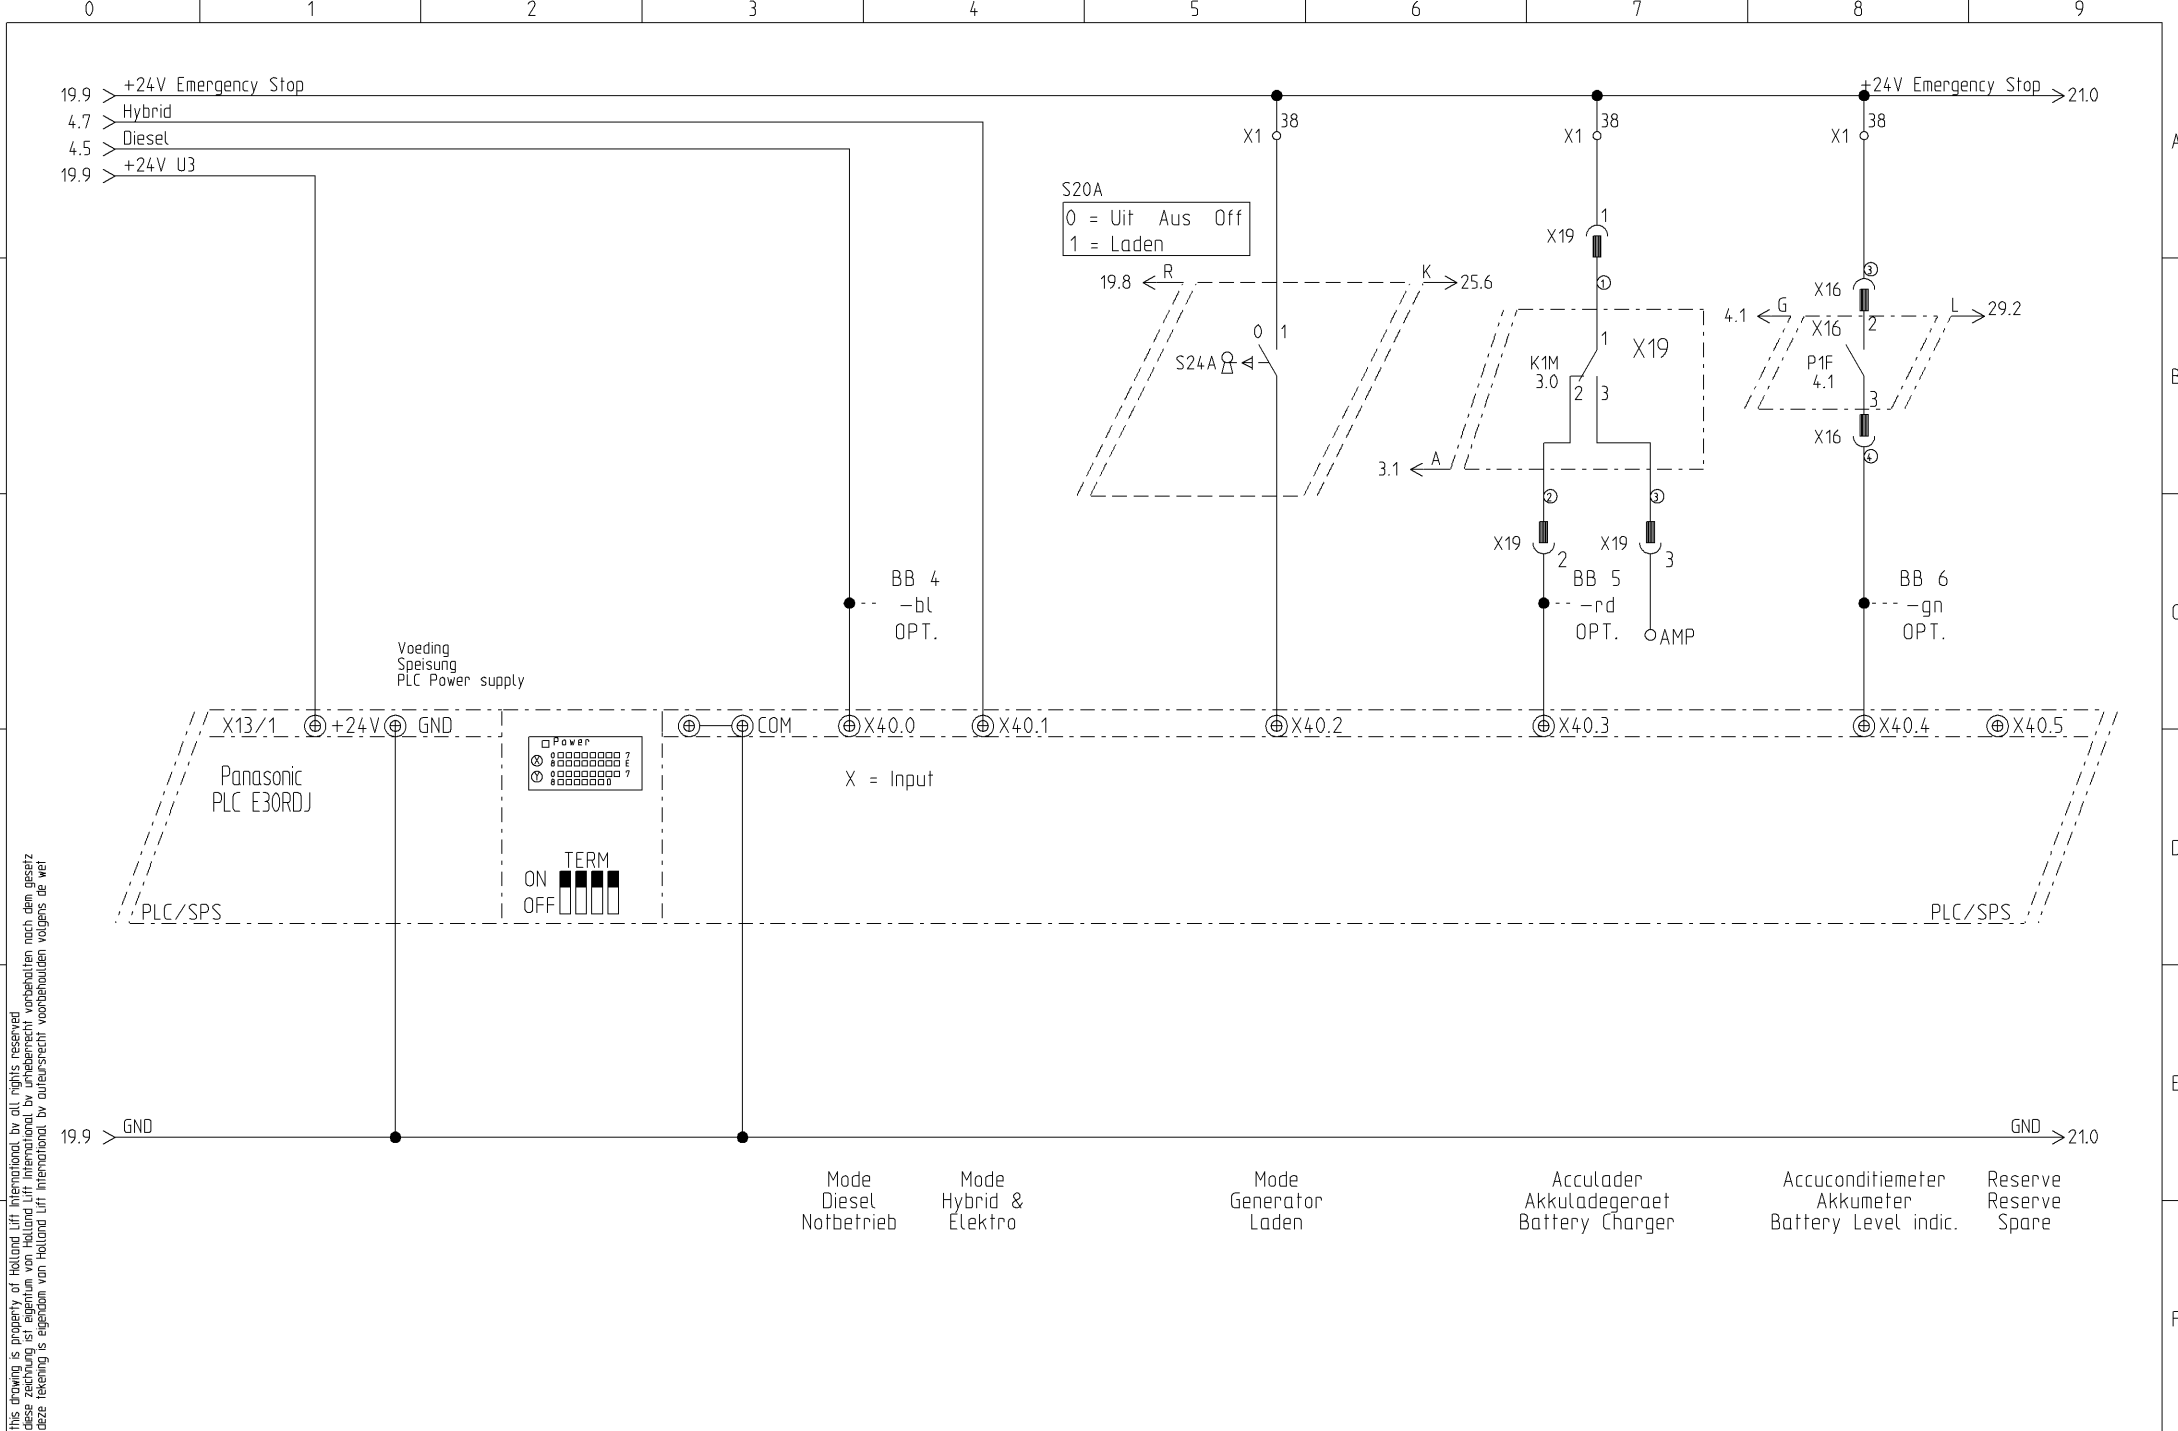 0 1 2 3 4 5 6 7 8 9
19.9 +24V Emergency Stop
+24V Emergency Stop 21.0
4.7 Hybrid
4.5 Diesel
19.9 +24V U3
A
B
C
D
E
F
X1 38
X1 38
X1 38
S20A
0 = Uit Aus Off
1 = Laden
19.8 R
K 25.6
0 1
S24A
1
X19
1
1
X19
K1M
3.0
2 3
3.1 A
2
3
X19 2
X19 3
3
X16
4.1 G
L 29.2
X16 2
P1F
4.1
3
X16
4
BB 4
-bl
OPT.
BB 5
-rd
OPT.
AMP
BB 6
-gn
OPT.
Voeding
Speisung
PLC Power supply
X13/1 +24V GND COM X40.0 X40.1 X40.2 X40.3 X40.4 X40.5
Power
X 0 7
8 E
Y 0 7
8 D
Panasonic
PLC E30RDJ
X = Input
TERM
ON
OFF
PLC/SPS
PLC/SPS
19.9 GND
GND 21.0
Mode
Diesel
Notbetrieb
Mode
Hybrid &
Elektro
Mode
Generator
Laden
Acculader
Akkuladegeraet
Battery Charger
Accuconditiemeter
Akkumeter
Battery Level indic.
Reserve
Reserve
Spare
this drawing is property of Holland Lift International bv all rights reserved
diese zeichnung ist eigentum von Holland Lift International bv urheberrecht vorbehalten nach dem gesetz
deze tekening is eigendom van Holland Lift International bv auteursrecht voorbehoulden volgens de wet